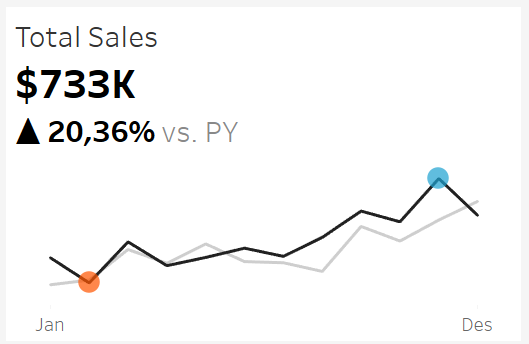 Total Sales
$733K
▲ 20,36% vs. PY
Jan Des